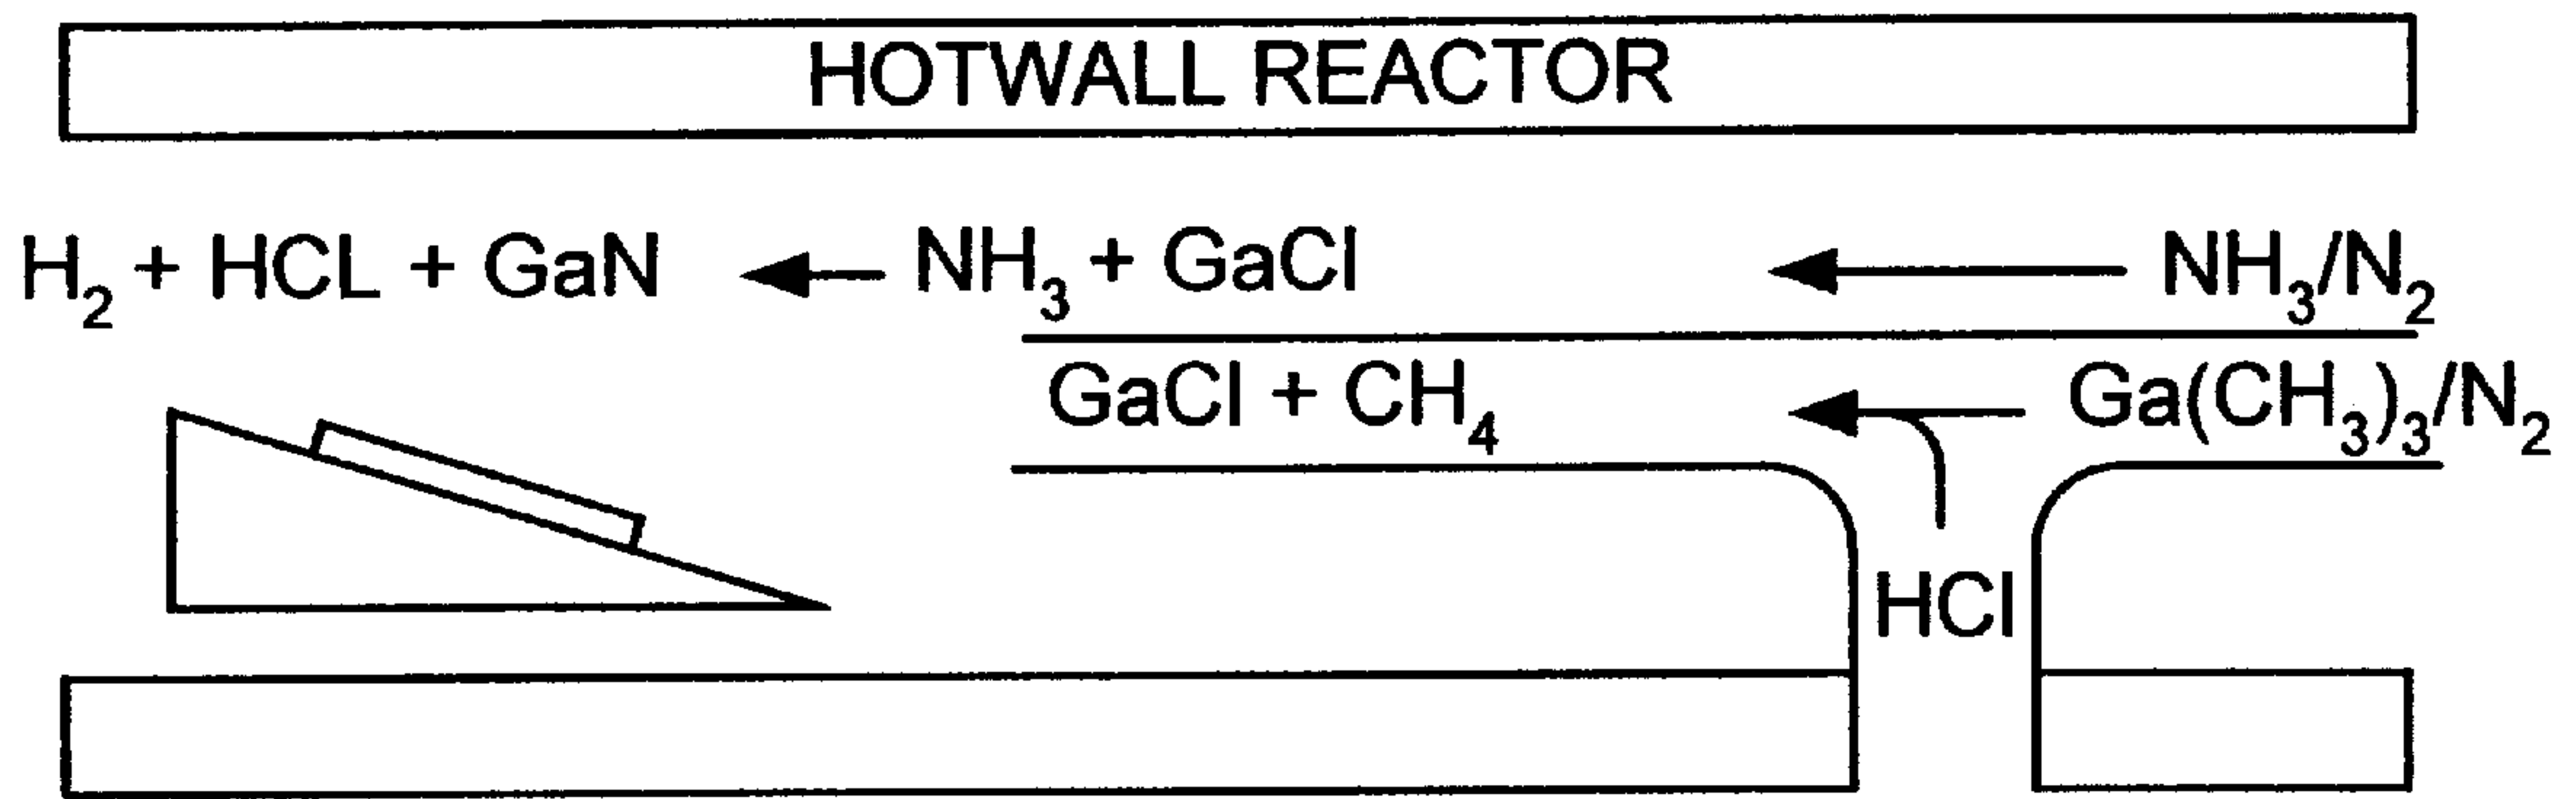 HOTWALL REACTOR
H₂ + HCL + GaN NH₃ + GaCl NH₃/N₂
GaCl + CH₄ Ga(CH₃)₃/N₂
HCl